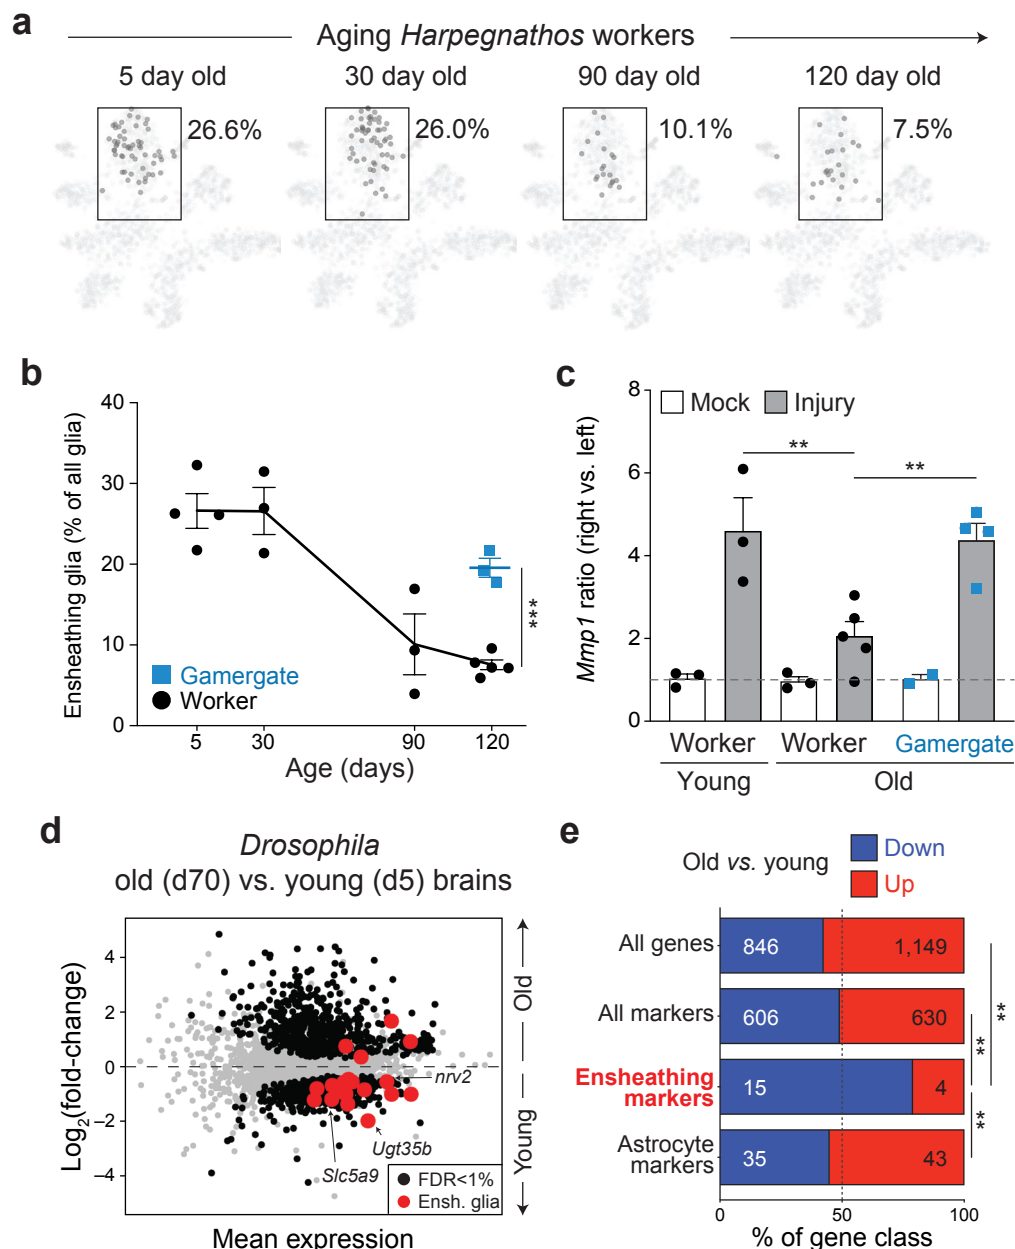 a
Aging Harpegnathos workers
5 day old
30 day old
90 day old
120 day old
26.6%
26.0%
10.1%
7.5%
b
Ensheathing glia (% of all glia)
40
30
20
10
0
***
Gamergate
Worker
5
30
90
120
Age (days)
c
Mmp1 ratio (right vs. left)
8
6
4
2
0
Mock
Injury
**
**
Worker
Worker
Gamergate
Young
Old
d
Drosophila
old (d70) vs. young (d5) brains
Log2(fold-change)
4
2
0
−2
−4
nrv2
Ugt35b
Slc5a9
FDR<1%
Ensh. glia
Old
Young
Mean expression
e
Old vs. young
Down
Up
All genes
846
1,149
All markers
606
630
Ensheathing
markers
15
4
Astrocyte
markers
35
43
**
**
**
0
50
100
% of gene class